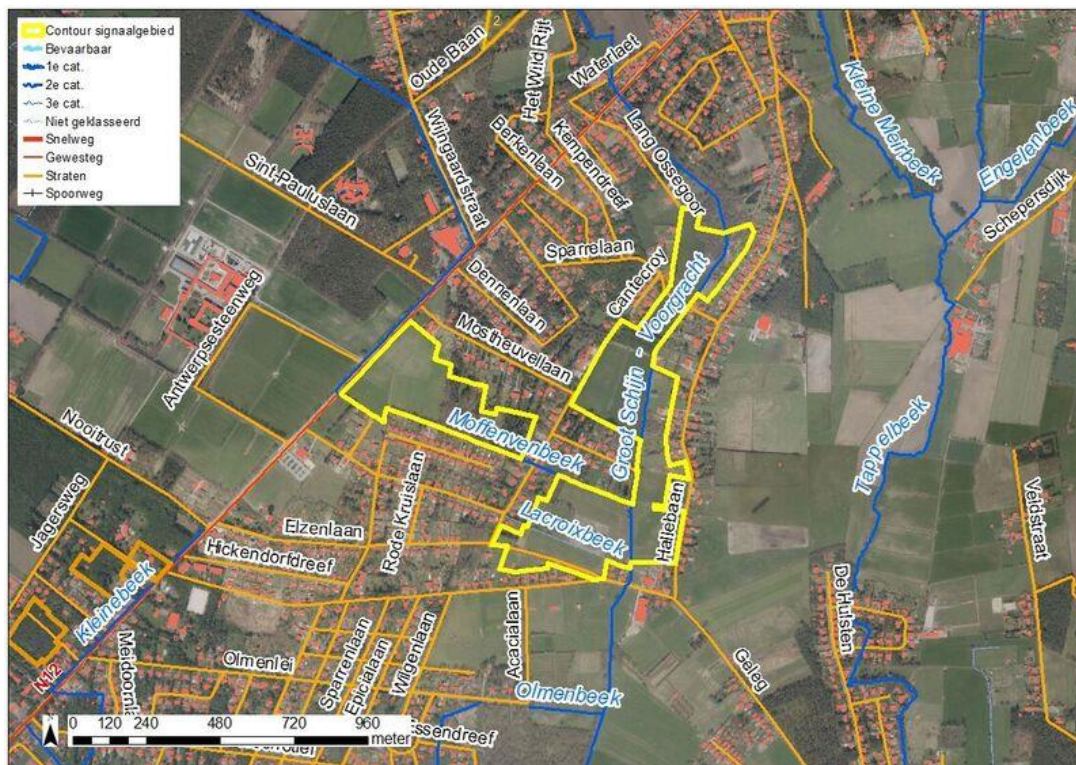 Contour signaalgebied
Bevaarbaar
1e cat.
2e cat.
3e cat.
Niet geklasseerd
Snelweg
Gewesteg
Straten
Spoorweg
2
Oude Baan
Het Wild Rijt
Waterlaet
Kleine Meirbeek
Engelenbeek
Schepersdijk
Wijngaardstraat
Berkenlaan
Kempendreef
Lang Ossegoor
Sint-Pauluslaan
Sparrelaan
Cantecroy
Dennenlaan
Antwerpsesteenweg
Mostheuvellaan
Groot Schijn - Voorgracht
Nooitrust
Moffenvenbeek
Tappelbeek
Jagersweg
Elzenlaan
Rode Kruislaan
Lacroixbeek
Hallebaan
Veldstraat
Hickendorfdreef
Kleinebeek
De Hulsten
Acacialaan
Geleg
Olmenlei
Sparrenlaan
Epicialaan
Wilgenlaan
N12
Olmenbeek
0 120 240 480 720 960
meter
N